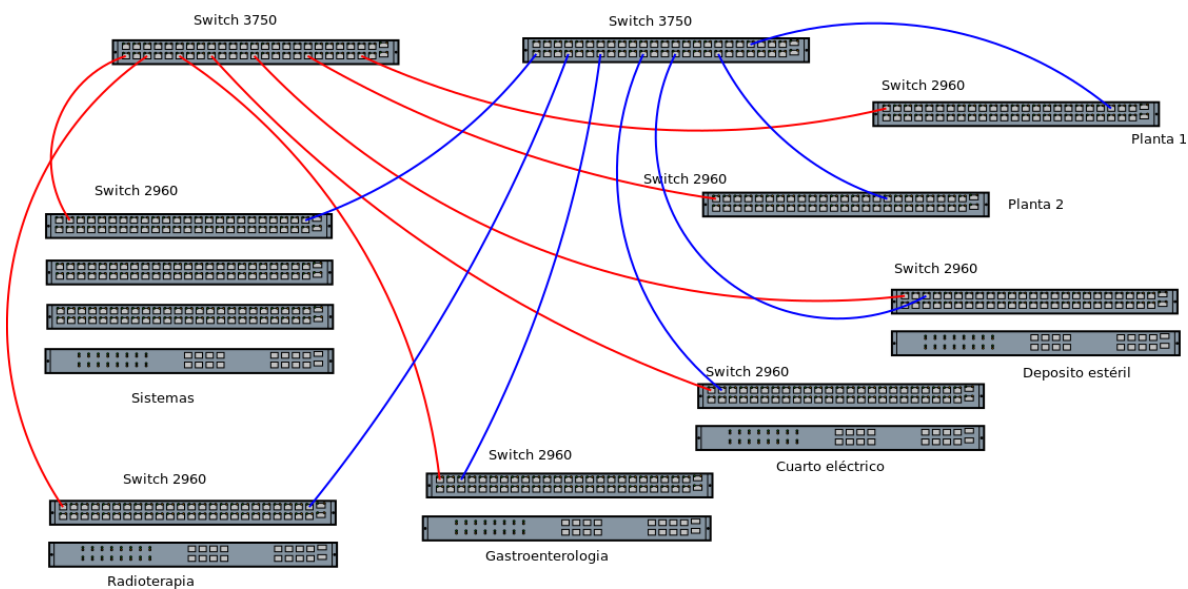 Switch 3750
Switch 3750
Switch 2960
Planta 1
Switch 2960
Switch 2960
Planta 2
Switch 2960
Switch 2960
Deposito estéril
Sistemas
Cuarto eléctrico
Switch 2960
Switch 2960
Gastroenterologia
Radioterapia